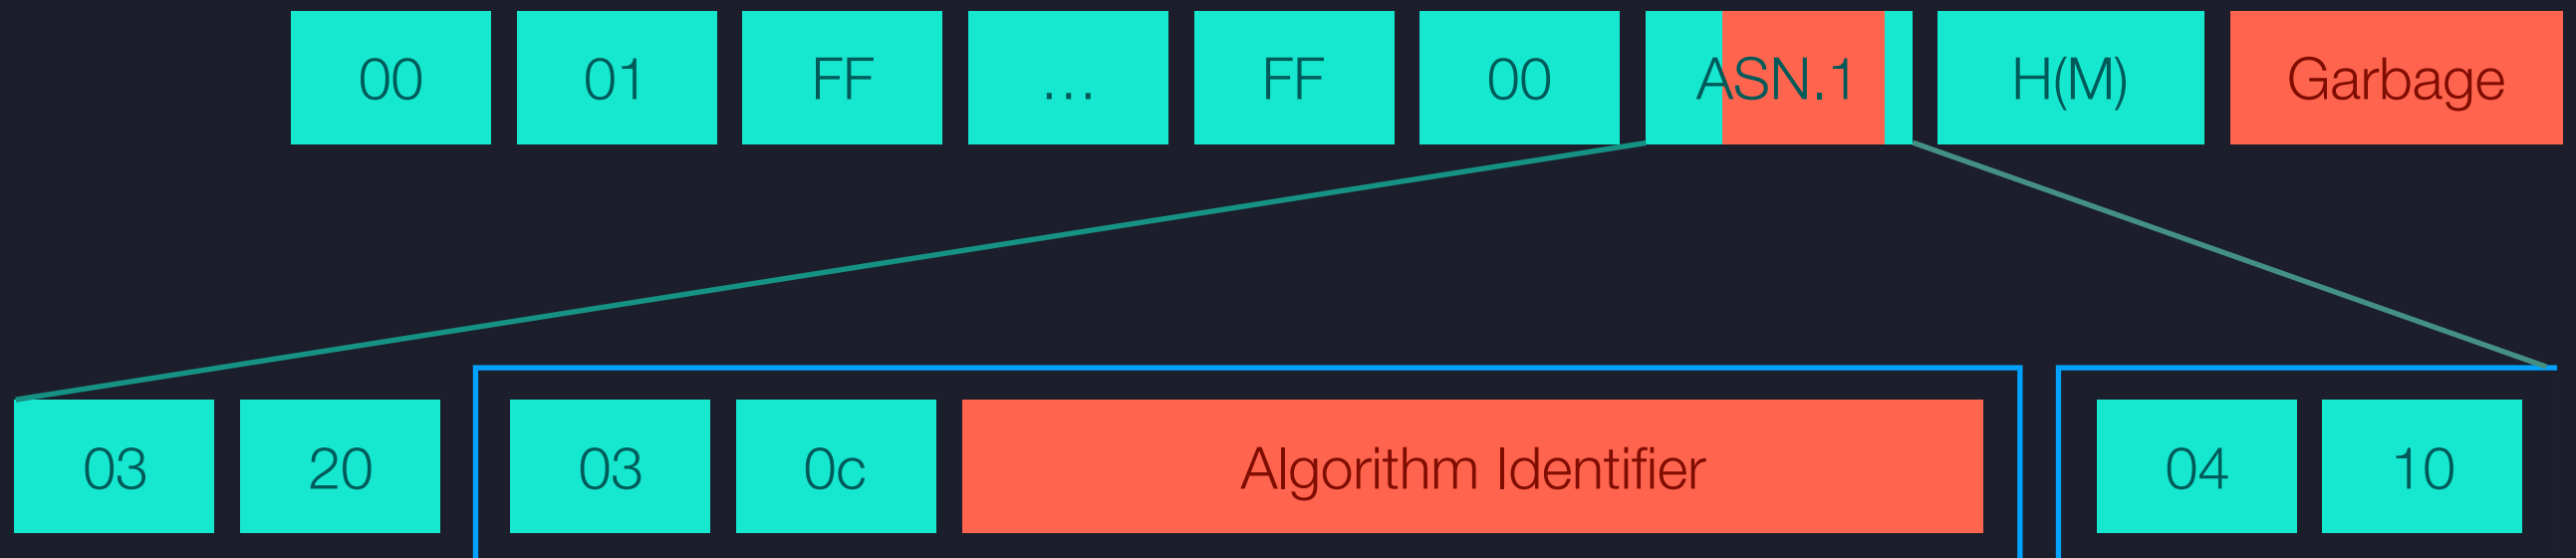 00 01 FF ... FF 00 ASN.1 H(M) Garbage
03 20 03 0c Algorithm Identifier 04 10